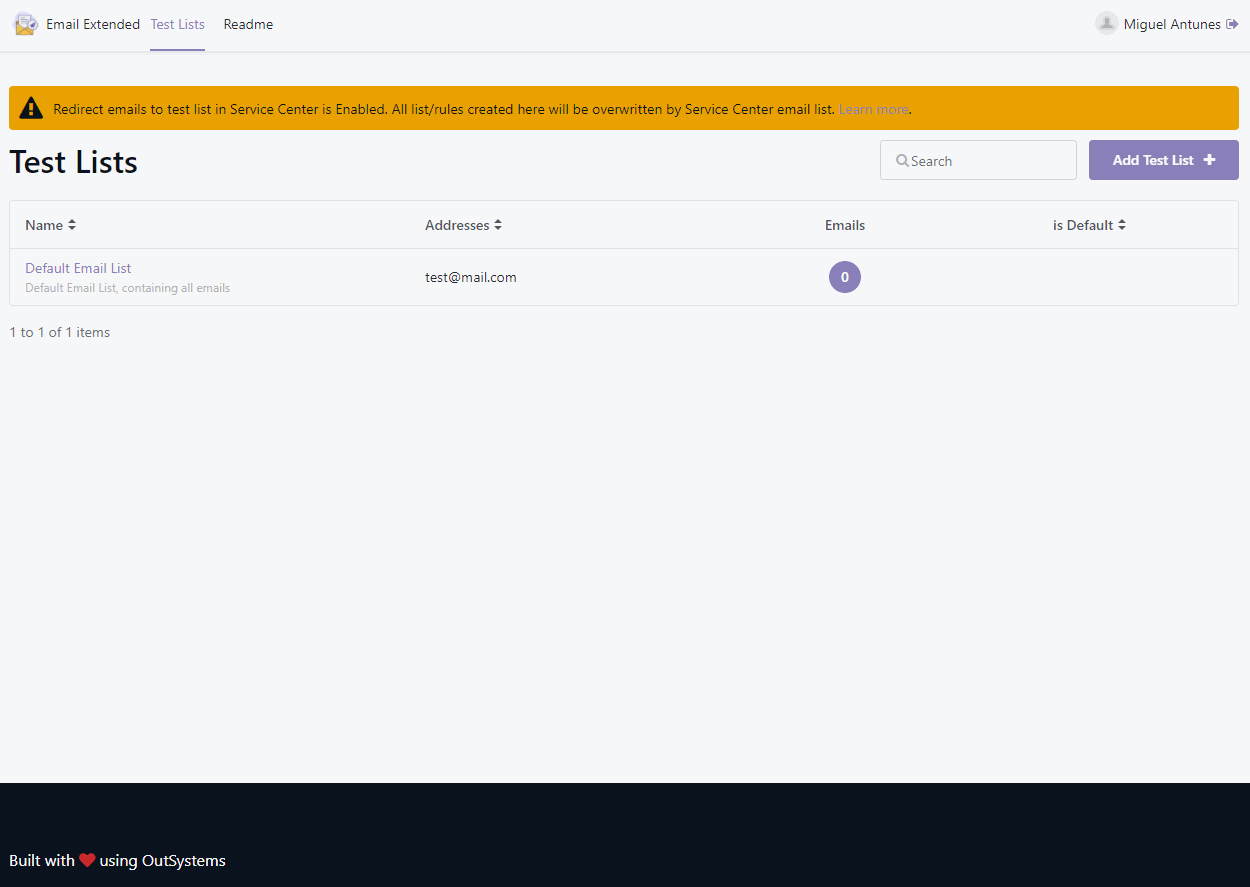 Email Extended Test Lists Readme Miguel Antunes
Redirect emails to test list in Service Center is Enabled. All list/rules created here will be overwritten by Service Center email list. Learn more.
Test Lists Search Add Test List
Name Addresses Emails is Default
Default Email List
Default Email List, containing all emails
test@mail.com 0
1 to 1 of 1 items
Built with using OutSystems